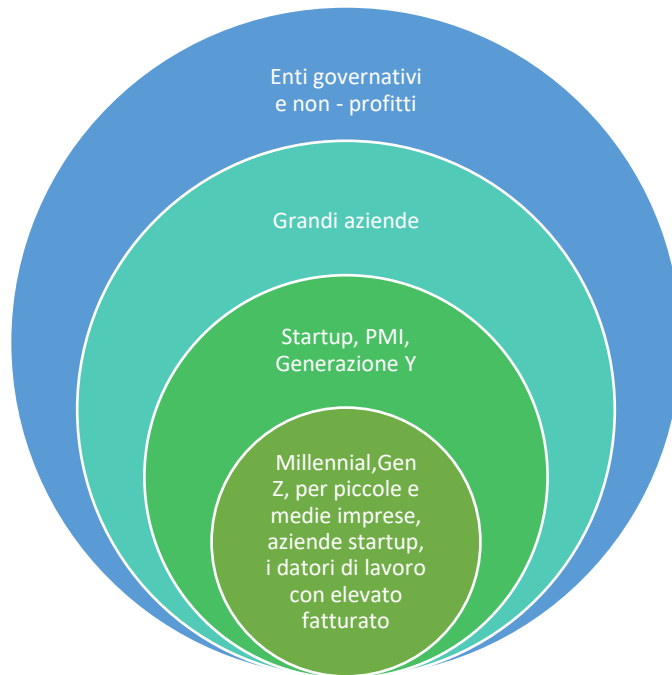 Enti governativi
e non - profitti
Grandi aziende
Startup, PMI,
Generazione Y
Millennial,Gen
Z, per piccole e
medie imprese,
aziende startup,
i datori di lavoro
con elevato
fatturato